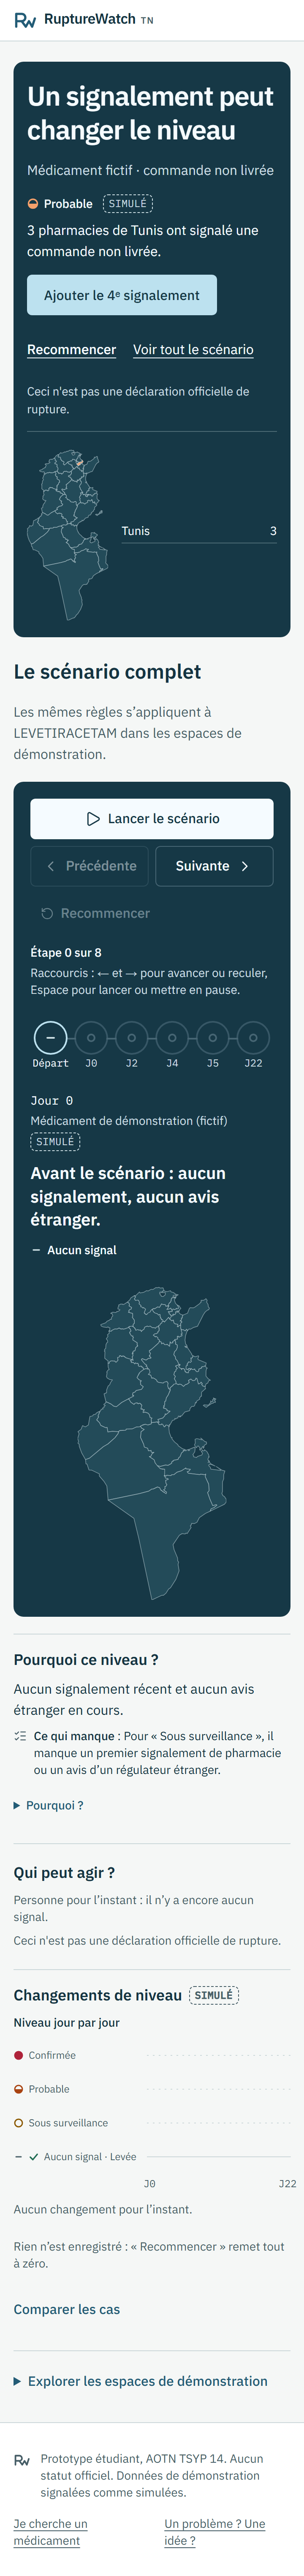 RuptureWatch TN
Un signalement peut
changer le niveau
Médicament fictif · commande non livrée
Probable SIMULÉ
3 pharmacies de Tunis ont signalé une
commande non livrée.
Ajouter le 4ᵉ signalement
Recommencer Voir tout le scénario
Ceci n'est pas une déclaration officielle de
rupture.
Tunis 3
Le scénario complet
Les mêmes règles s’appliquent à
LEVETIRACETAM dans les espaces de
démonstration.
Lancer le scénario
Précédente Suivante
Recommencer
Étape 0 sur 8
Raccourcis : ← et → pour avancer ou reculer,
Espace pour lancer ou mettre en pause.
Départ J0 J2 J4 J5 J22
Jour 0
Médicament de démonstration (fictif)
SIMULÉ
Avant le scénario : aucun
signalement, aucun avis
étranger.
Aucun signal
Pourquoi ce niveau ?
Aucun signalement récent et aucun avis
étranger en cours.
Ce qui manque : Pour « Sous surveillance », il
manque un premier signalement de pharmacie
ou un avis d’un régulateur étranger.
Pourquoi ?
Qui peut agir ?
Personne pour l’instant : il n’y a encore aucun
signal.
Ceci n'est pas une déclaration officielle de rupture.
Changements de niveau SIMULÉ
Niveau jour par jour
Confirmée
Probable
Sous surveillance
Aucun signal · Levée
J0 J22
Aucun changement pour l’instant.
Rien n’est enregistré : « Recommencer » remet tout
à zéro.
Comparer les cas
Explorer les espaces de démonstration
Rw Prototype étudiant, AOTN TSYP 14. Aucun
statut officiel. Données de démonstration
signalées comme simulées.
Je cherche un Un problème ? Une
médicament idée ?